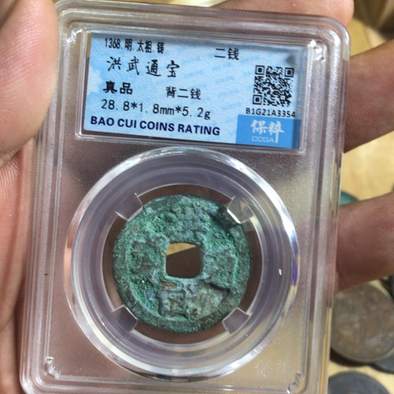 1368.明.太祖.铸 二钱
洪武通宝
真品 背二钱
28.8*1.8mm*5.2g
B1G21A3354
BAO CUI COINS RATING
保粹